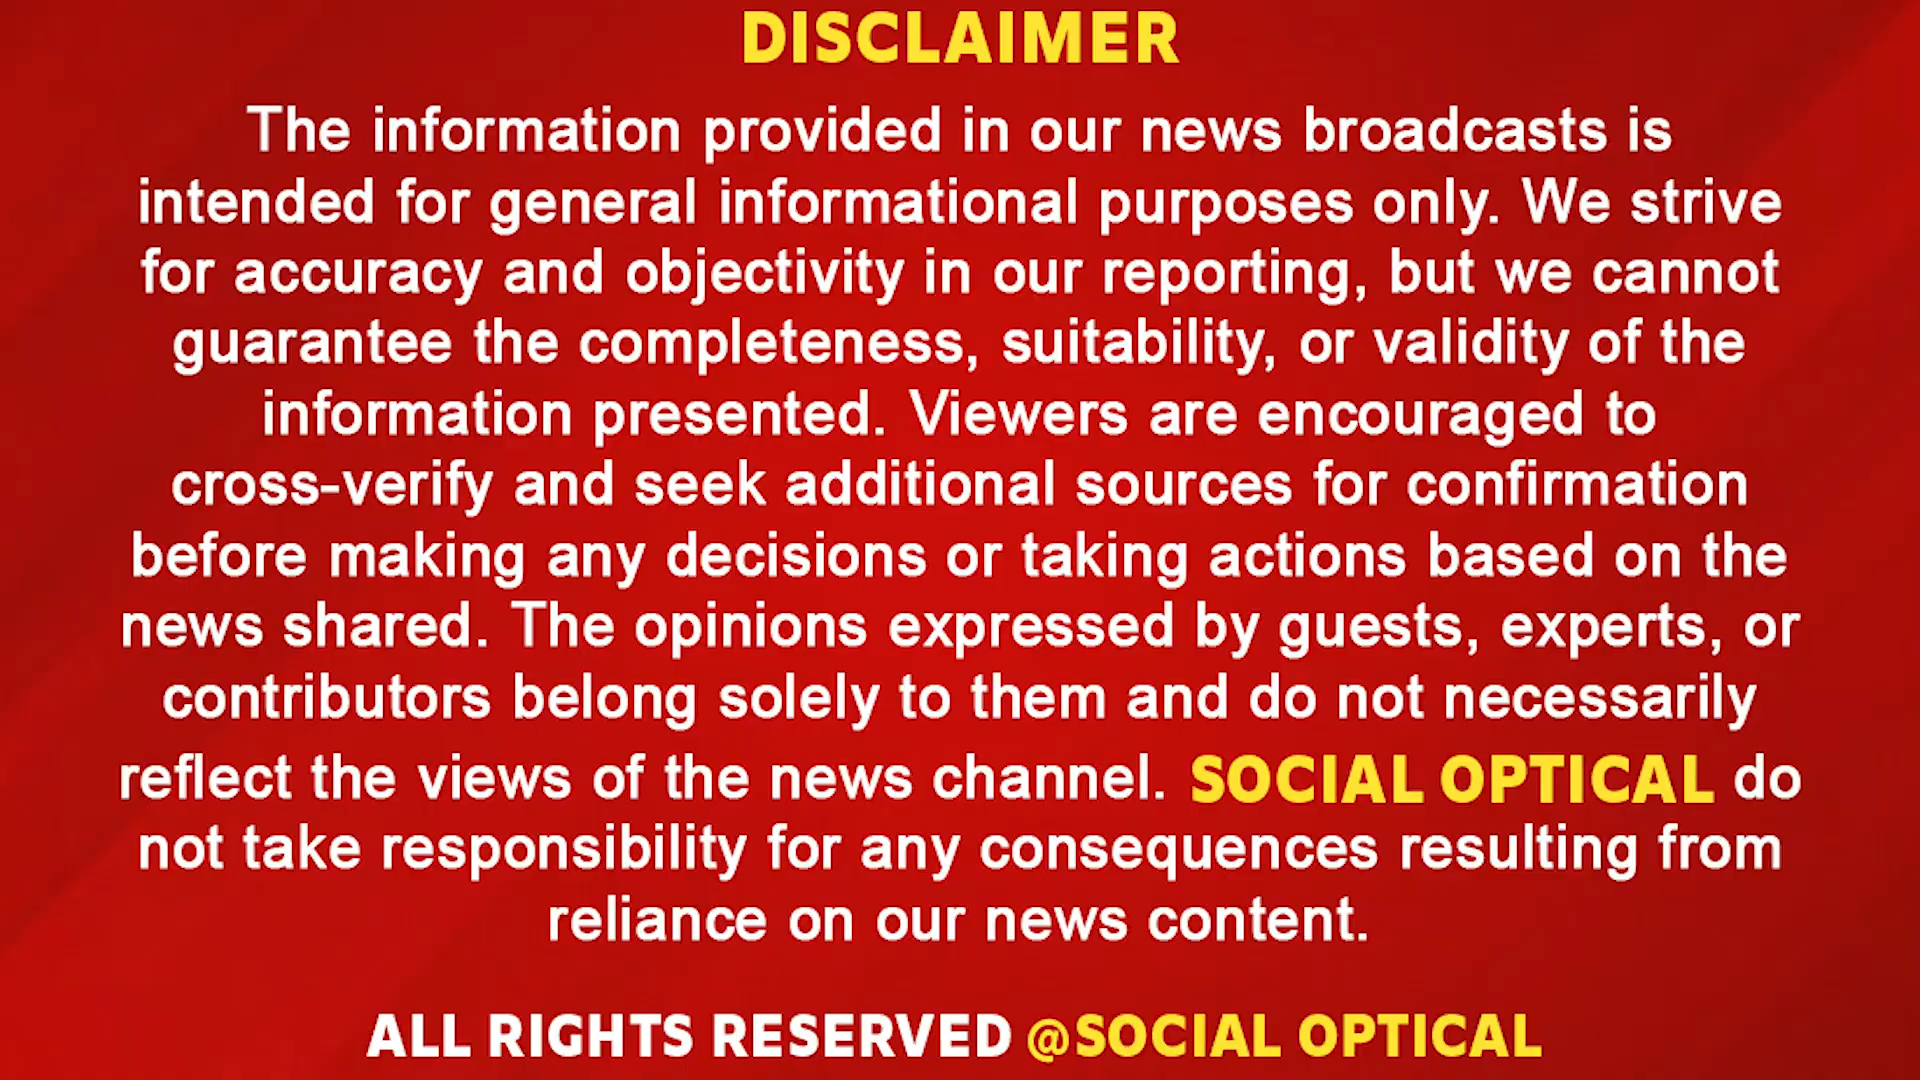 DISCLAIMER
The information provided in our news broadcasts is
intended for general informational purposes only. We strive
for accuracy and objectivity in our reporting, but we cannot
guarantee the completeness, suitability, or validity of the
information presented. Viewers are encouraged to
cross-verify and seek additional sources for confirmation
before making any decisions or taking actions based on the
news shared. The opinions expressed by guests, experts, or
contributors belong solely to them and do not necessarily
reflect the views of the news channel. SOCIAL OPTICAL do
not take responsibility for any consequences resulting from
reliance on our news content.
ALL RIGHTS RESERVED @SOCIAL OPTICAL